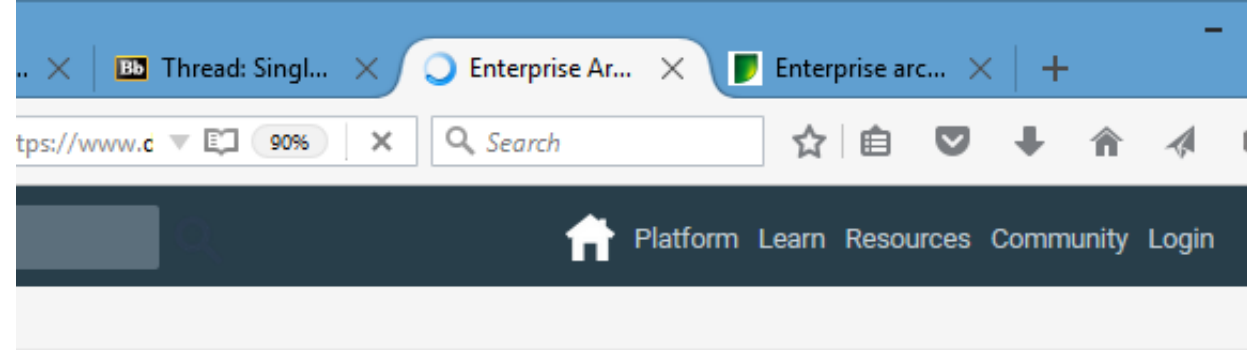 .. Bb Thread: Singl... Enterprise Ar... Enterprise arc...
tps://www.c 90% Search
Platform Learn Resources Community Login